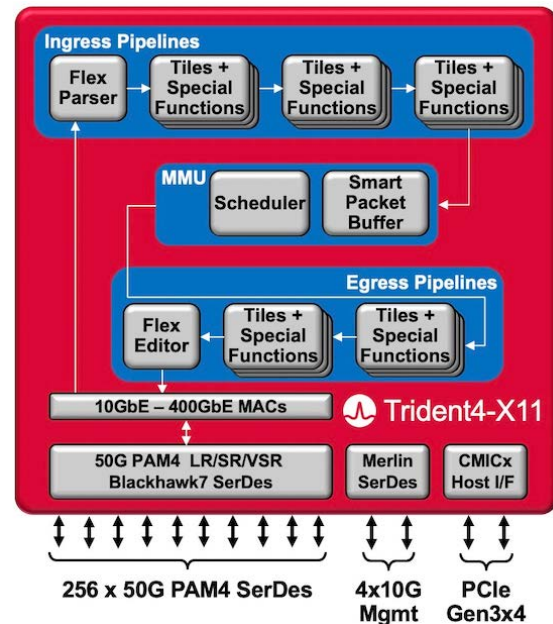 Ingress Pipelines
Flex
Parser
Tiles +
Special
Functions
Tiles +
Special
Functions
Tiles +
Special
Functions
MMU
Scheduler
Smart
Packet
Buffer
Egress Pipelines
Flex
Editor
Tiles +
Special
Functions
Tiles +
Special
Functions
10GbE – 400GbE MACs
Trident4-X11
50G PAM4 LR/SR/VSR
Blackhawk7 SerDes
Merlin
SerDes
CMICx
Host I/F
256 x 50G PAM4 SerDes
4x10G
Mgmt
PCIe
Gen3x4